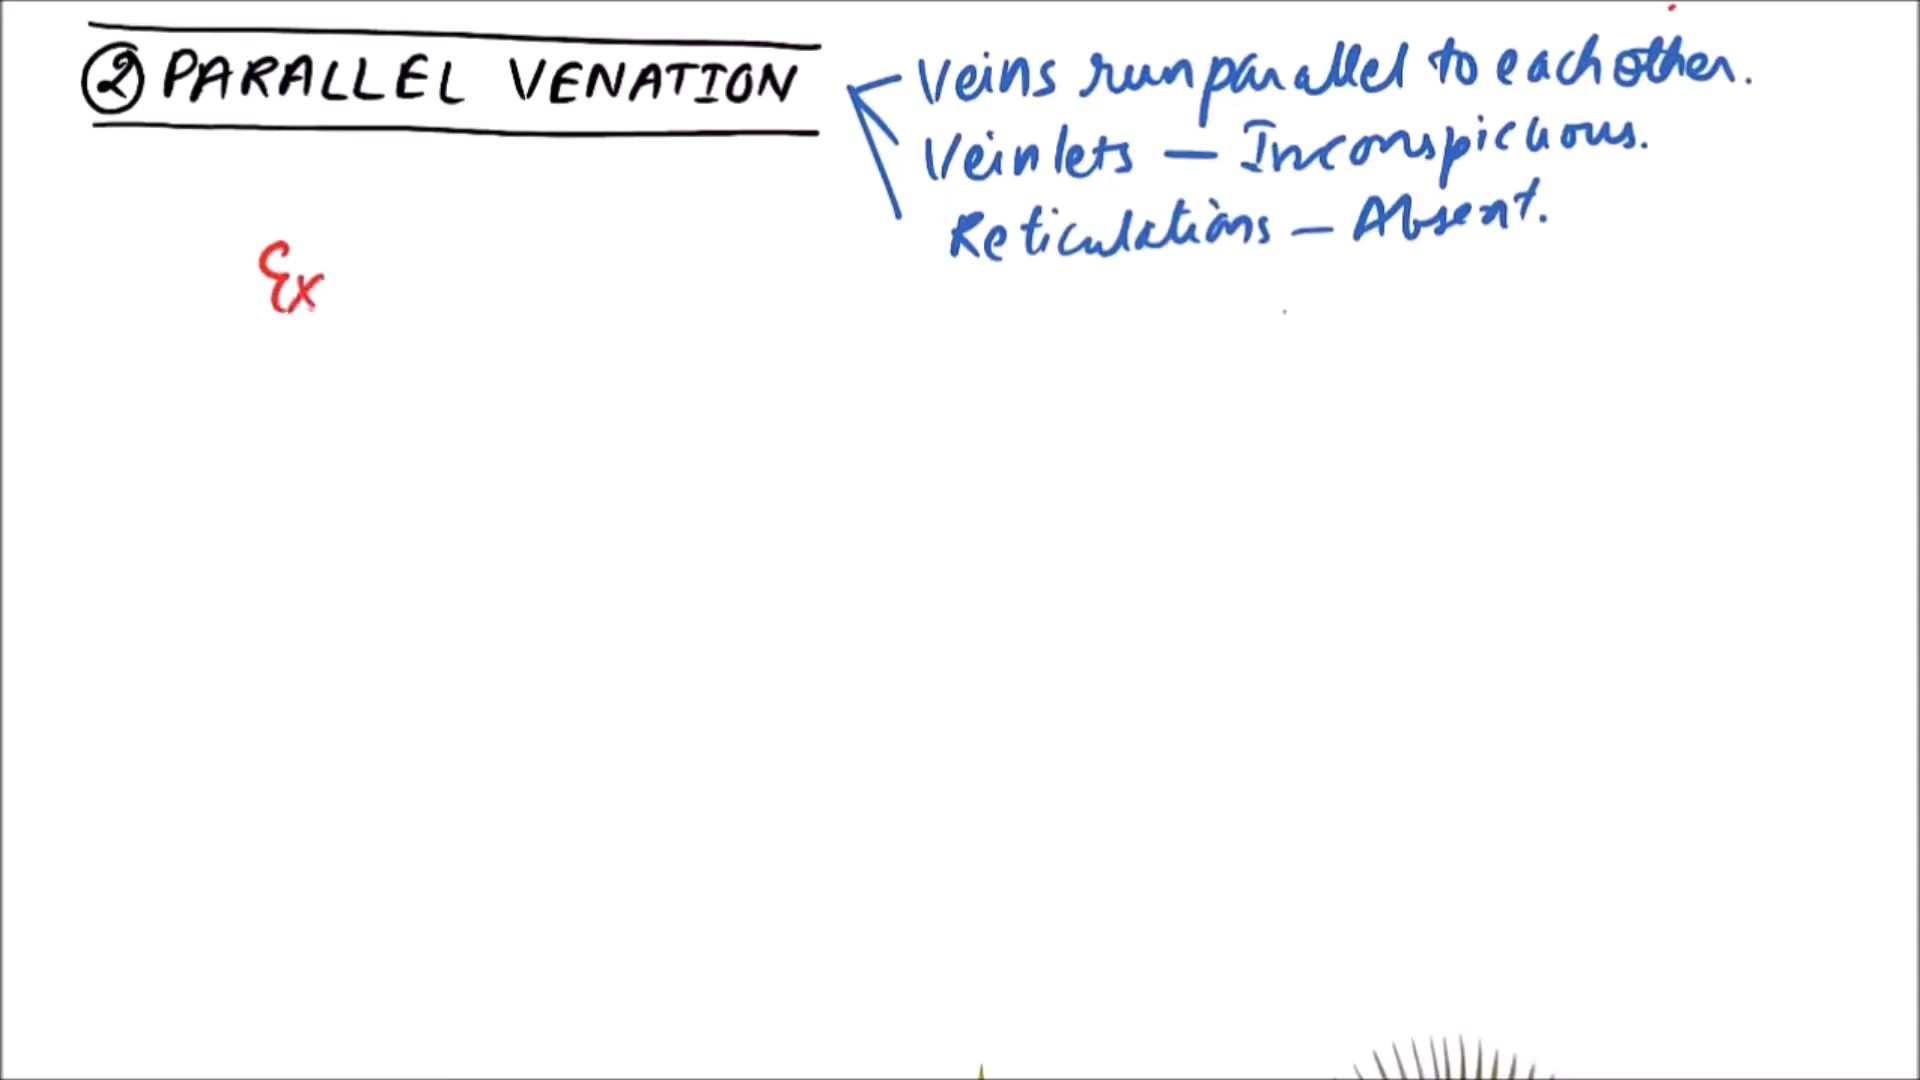 ② PARALLEL VENATION
Veins run parallel to each other.
Veinlets — Inconspicuous.
Reticulations — Absent.
Ex